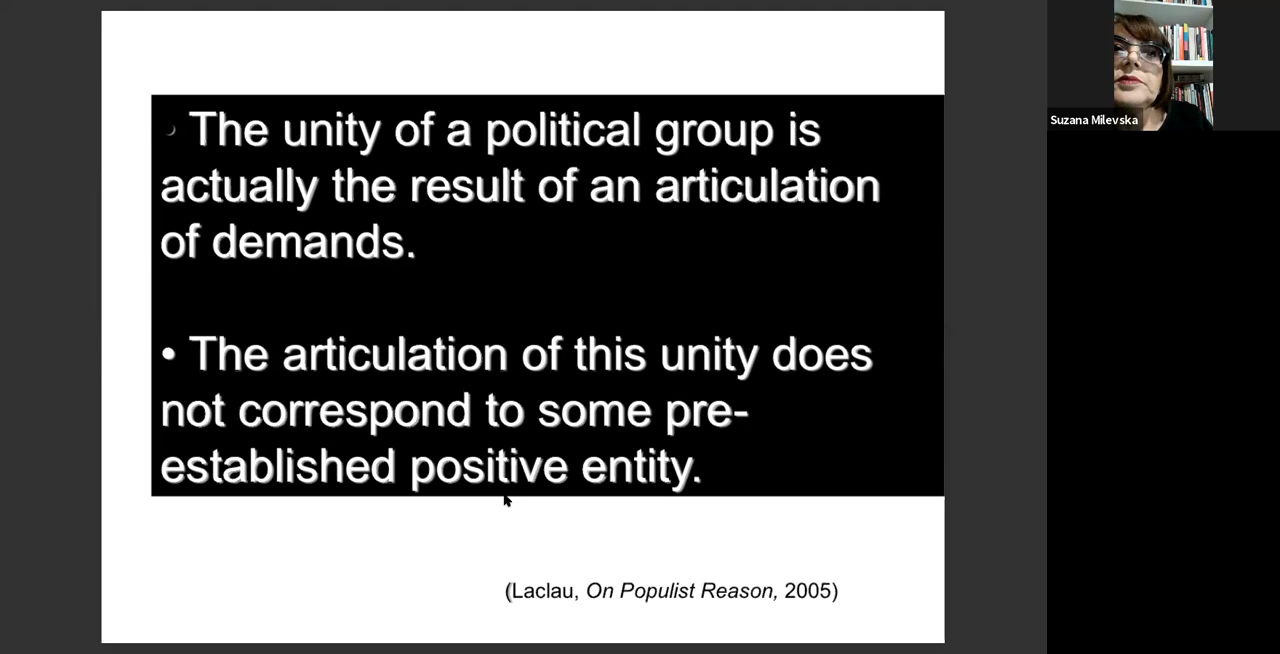 The unity of a political group is
actually the result of an articulation
of demands.
• The articulation of this unity does
not correspond to some pre-
established positive entity.
(Laclau, On Populist Reason, 2005)
Suzana Milevska